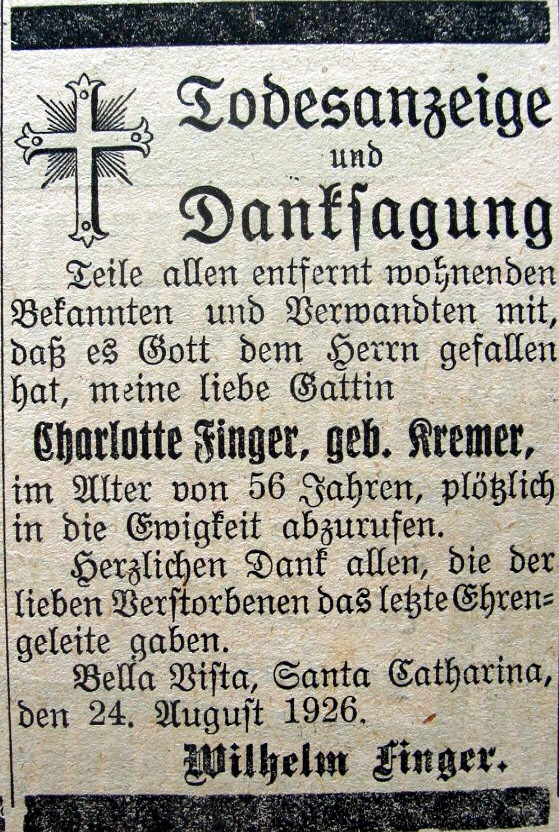 Todesanzeige
und
Dankſagung
Teile allen entfernt wohnenden
Bekannten und Verwandten mit,
daß es Gott dem Herrn gefallen
hat, meine liebe Gattin
Charlotte Finger, geb. Kremer,
im Alter von 56 Jahren, plötzlich
in die Ewigkeit abzurufen.
Herzlichen Dank allen, die der
lieben Verſtorbenen das letzte Ehren-
geleite gaben.
Bella Viſta, Santa Catharina,
den 24. Auguſt 1926.
Wilhelm Finger.